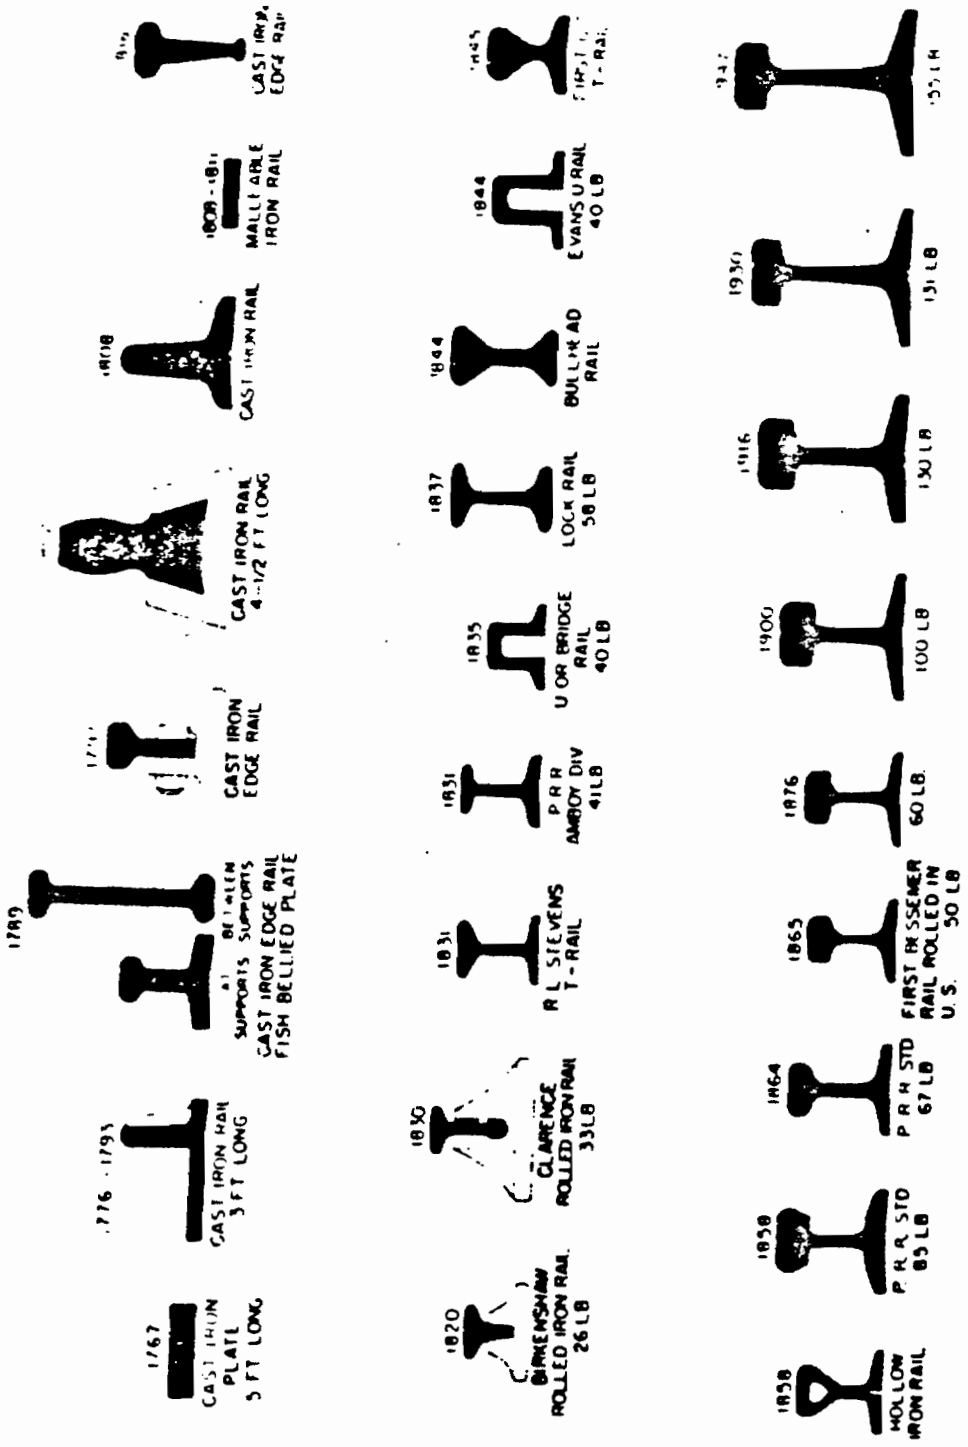 1767
CAST IRON
PLATE
5 FT LONG
1776 - 1793
CAST IRON RAIL
3 FT LONG
1789
AT
SUPPORTS
BETWEEN
SUPPORTS
CAST IRON EDGE RAIL
FISH BELLIED PLATE
CAST IRON
EDGE RAIL
CAST IRON RAIL
4-1/2 FT LONG
1808
CAST IRON RAIL
1808-1811
MALLEABLE
IRON RAIL
CAST IRON
EDGE RAIL
1820
BIRKENSHAW
ROLLED IRON RAIL
26 LB
1830
CLARENCE
ROLLED IRON RAIL
33 LB
1831
R L STEVENS
T-RAIL
1831
P R R
AMBOY DIV
41 LB
1835
U OR BRIDGE
RAIL
40 LB
1837
LOCK RAIL
58 LB
1844
BULLHEAD
RAIL
1844
EVANS U RAIL
40 LB
1845
FIRST
T-RAIL
1858
HOLLOW
IRON RAIL
1858
P. R. R. STD
85 LB
1864
P R R STD
67 LB
1865
FIRST BESSEMER
RAIL ROLLED IN
U. S. 50 LB
1876
60 LB.
1900
100 LB
1916
130 LB
1930
131 LB
155 LB